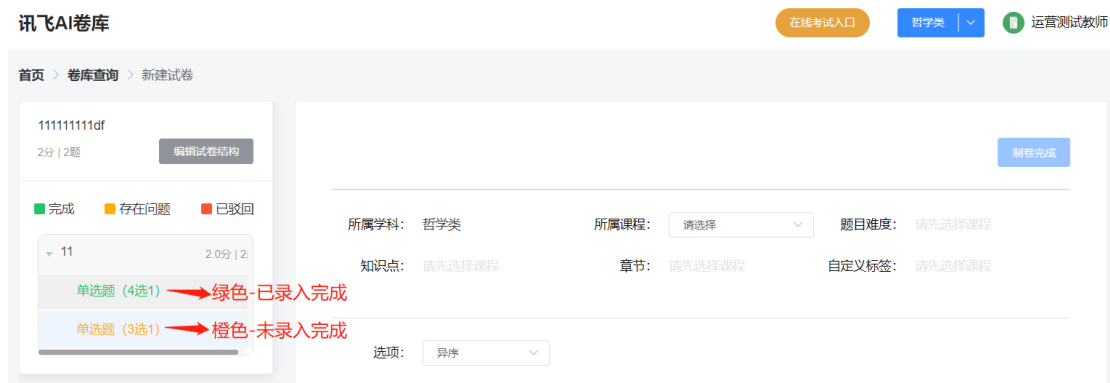 讯飞AI卷库
在线考试入口
哲学类
运营测试教师
首页 > 卷库查询 > 新建试卷
111111111df
2分 | 2题
编辑试卷结构
制卷完成
完成 存在问题 已驳回
所属学科： 哲学类 所属课程： 请选择 题目难度： 请先选择课程
11 2.0分 | 2
知识点： 请先选择课程 章节： 请先选择课程 自定义标签： 请先选择课程
单选题（4选1） 绿色-已录入完成
单选题（3选1） 橙色-未录入完成
选项： 异序